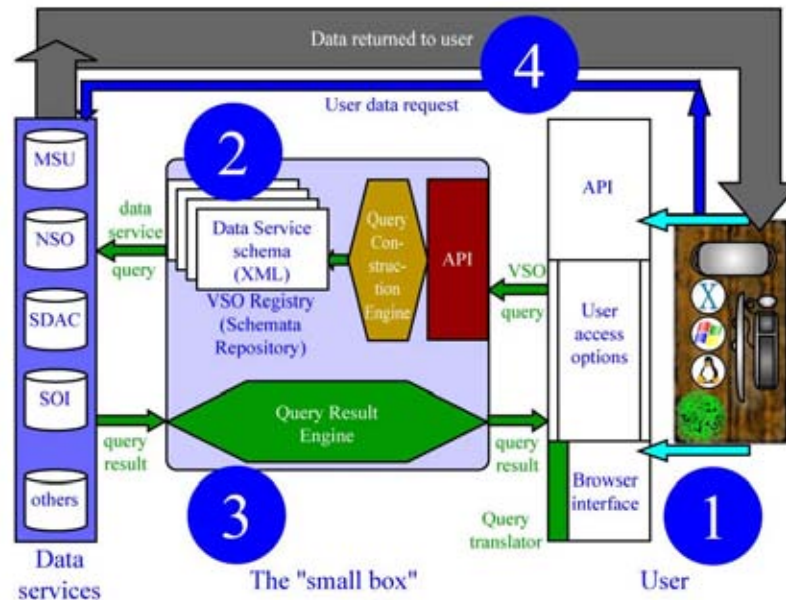 Data returned to user
4
User data request
MSU
NSO
SDAC
SOI
others
Data
services
data
service
query
query
result
2
Data Service
schema
(XML)
VSO Registry
(Schemata
Repository)
Query
Con-
struc-
tion
Engine
API
Query Result
Engine
3
The "small box"
VSO
query
query
result
Query
translator
API
User
access
options
Browser
interface
User
X
1